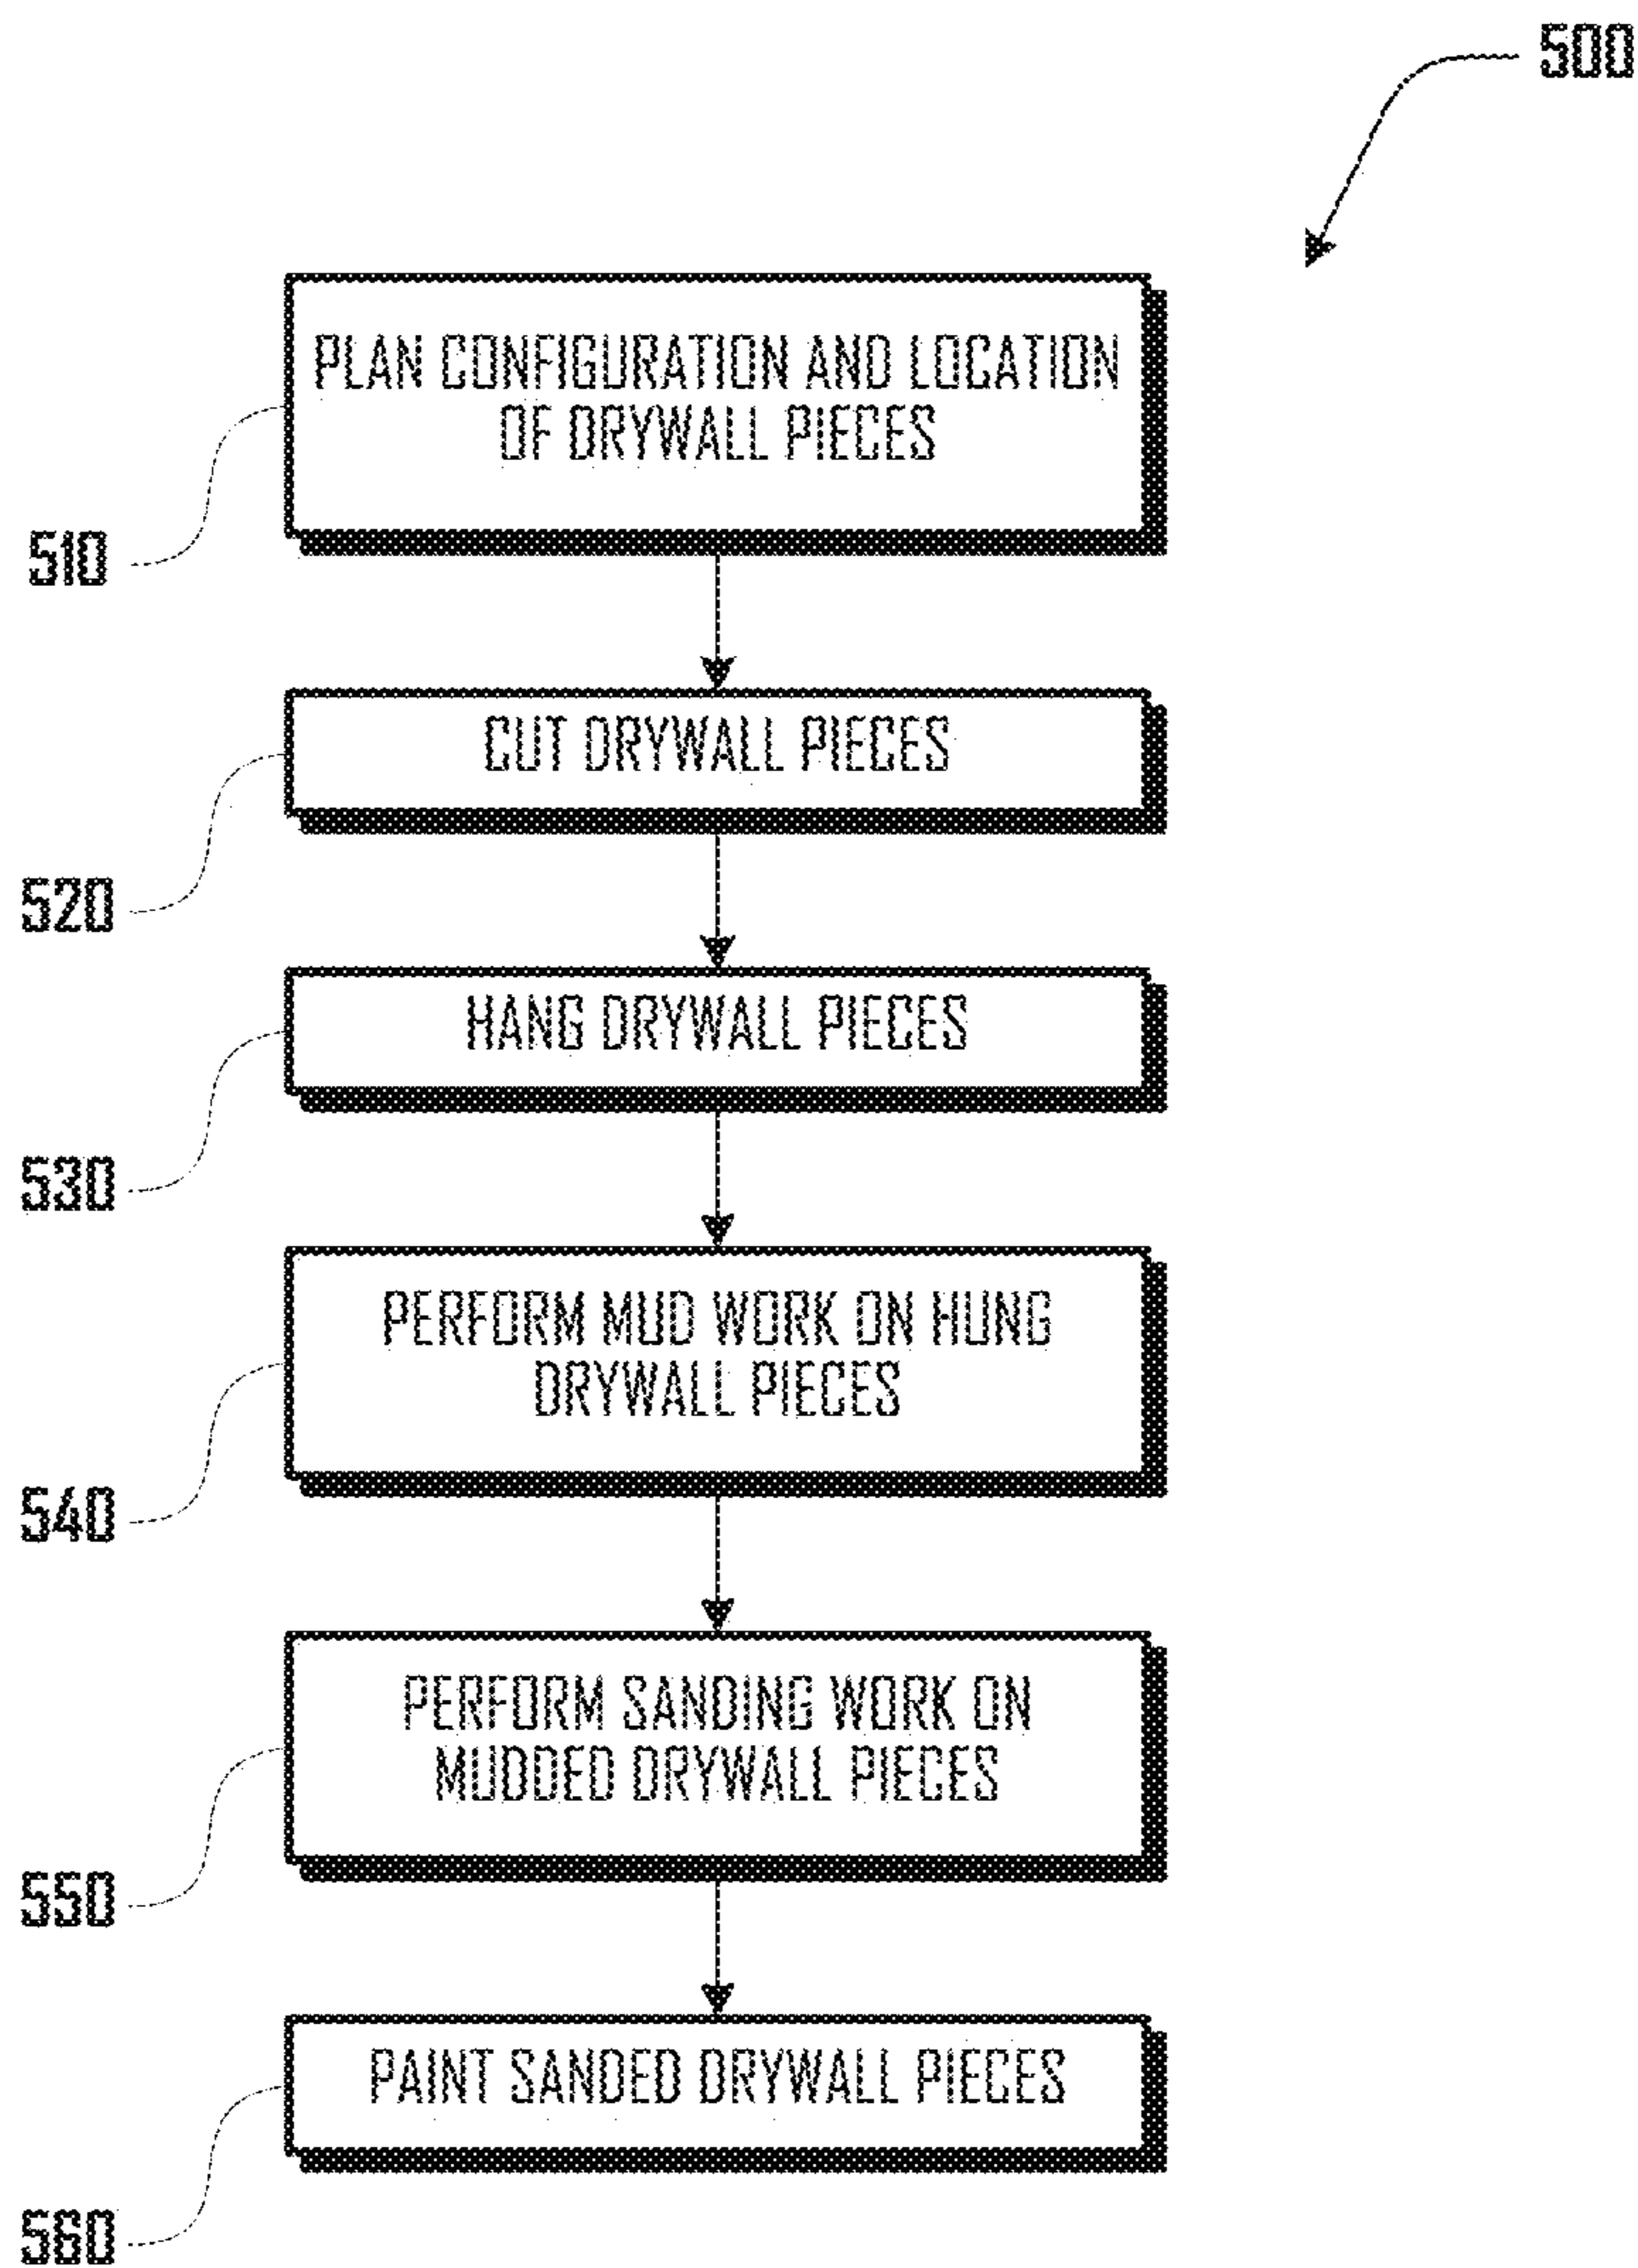 500
PLAN CONFIGURATION AND LOCATION
OF DRYWALL PIECES
510
CUT DRYWALL PIECES
520
HANG DRYWALL PIECES
530
PERFORM MUD WORK ON HUNG
DRYWALL PIECES
540
PERFORM SANDING WORK ON
MUDDED DRYWALL PIECES
550
PAINT SANDED DRYWALL PIECES
560